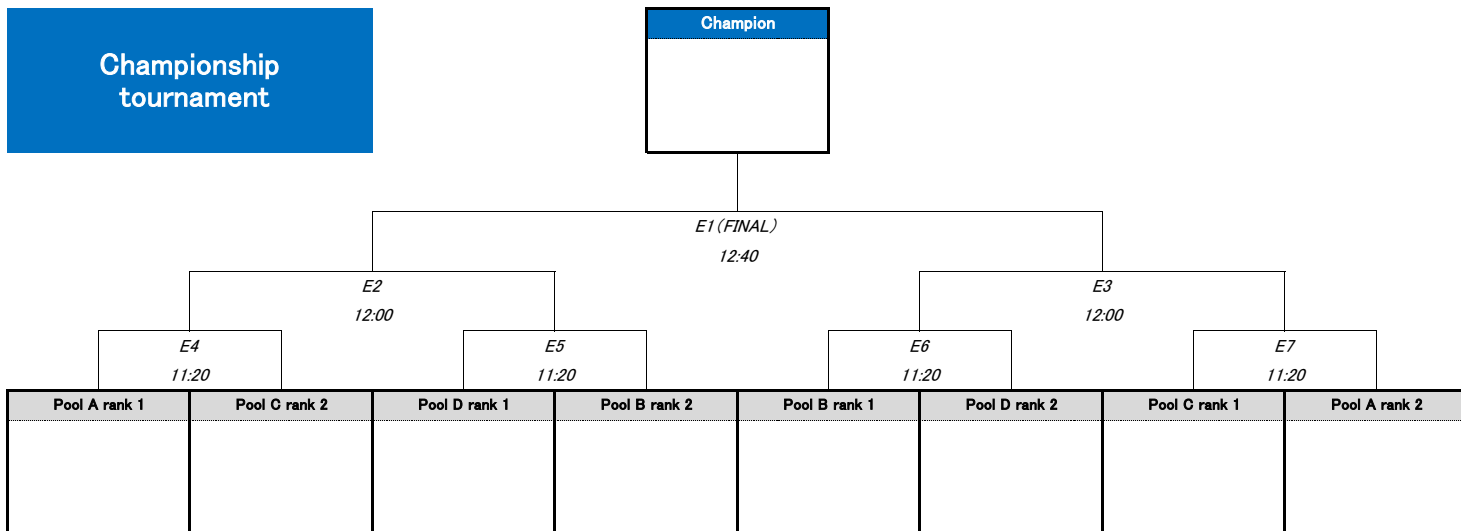 Championship
tournament
Champion
E1(FINAL)
12:40
E2
E3
12:00
12:00
E4
E5
E6
E7
11:20
11:20
11:20
11:20
Pool A rank 1
Pool C rank 2
Pool D rank 1
Pool B rank 2
Pool B rank 1
Pool D rank 2
Pool C rank 1
Pool A rank 2